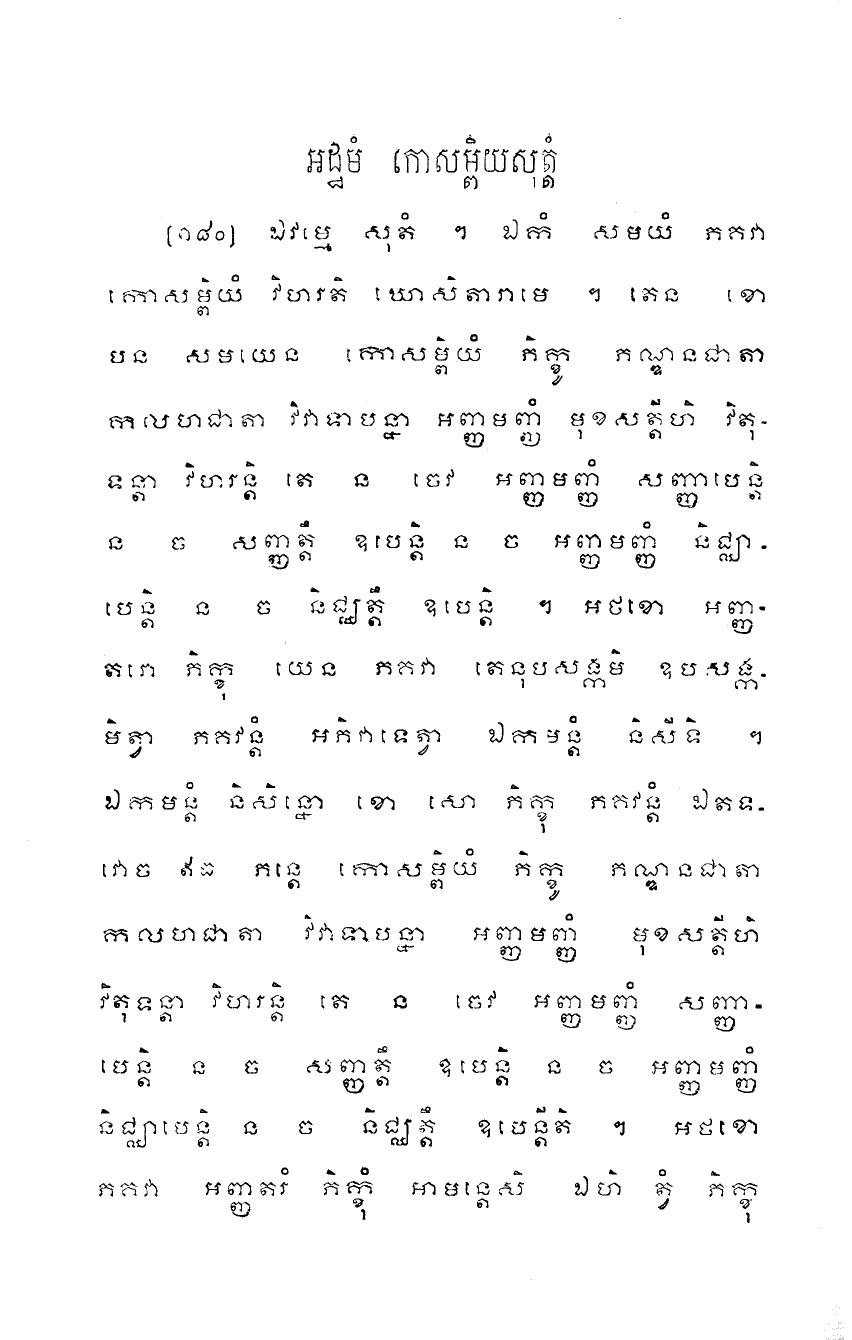 អដ្ឋមំ កោសម្ពិយសុត្តំ
[១៨០] ឯវម្មេ សុតំ ។ ឯកំ សមយំ ភគវា
កោសម្ពិយំ វិហរតិ ឃោសិតារាមេ ។ តេន ខោ
បន សមយេន កោសម្ពិយំ ភិក្ខូ ភណ្ឌនជាតា
កាលហជាតា វិវាទាបន្នា អញ្ញមញ្ញំ មុខសត្តីហិ វិតុ-
ទន្តា វិហរន្តិ តេ ន ចេវ អញ្ញមញ្ញំ សញ្ញាបេន្តិ
ន ច សញ្ញត្តឹ ឧបេន្តិ ន ច អញ្ញមញ្ញំ និជ្ឈា-
បេន្តិ ន ច និជ្ឈត្តឹ ឧបេន្តិ ។ អថខោ អញ្ញ-
តរោ ភិក្ខុ យេន ភគវា តេនុបសង្កមិ ឧបសង្ក-
មិត្វា ភគវន្តំ អភិវាទេត្វា ឯកមន្តំ និសីទិ ។
ឯកមន្តំ និសិន្នោ ខោ សោ ភិក្ខុ ភគវន្តំ ឯតទ-
វោច ឥធ ភន្តេ កោសម្ពិយំ ភិក្ខូ ភណ្ឌនជាតា
កាលហជាតា វិវាទាបន្នា អញ្ញមញ្ញំ មុខសត្តីហិ
វិតុទន្តា វិហរន្តិ តេ ន ចេវ អញ្ញមញ្ញំ សញ្ញា-
បេន្តិ ន ច សញ្ញត្តឹ ឧបេន្តិ ន ច អញ្ញមញ្ញំ
និជ្ឈាបេន្តិ ន ច និជ្ឈត្តឹ ឧបេន្តីតិ ។ អថខោ
ភគវា អញ្ញតរំ ភិក្ខុំ អាមន្តេសិ ឯហិ ត្វំ ភិក្ខុ